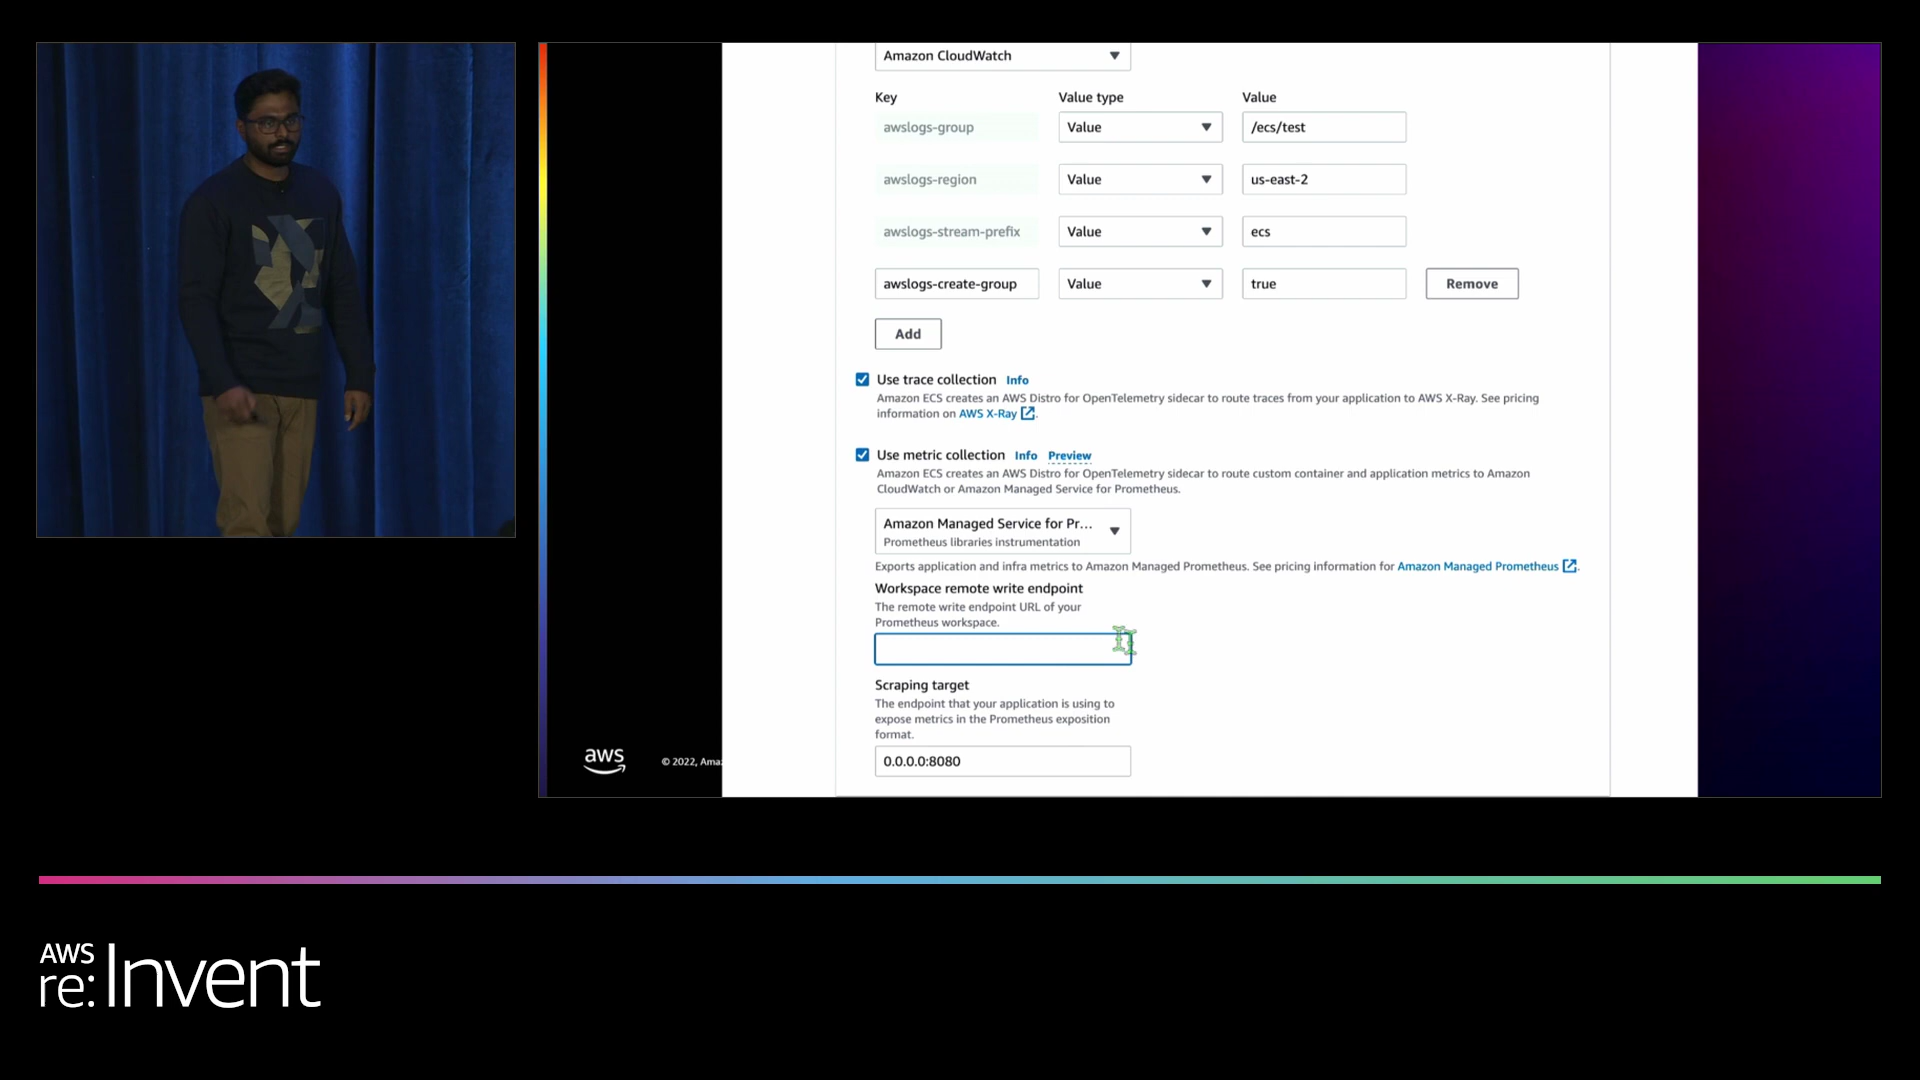 Amazon CloudWatch
Key Value type Value
awslogs-group Value /ecs/test
awslogs-region Value us-east-2
awslogs-stream-prefix Value ecs
awslogs-create-group Value true Remove
Add
Use trace collection Info
Amazon ECS creates an AWS Distro for OpenTelemetry sidecar to route traces from your application to AWS X-Ray. See pricing
information on AWS X-Ray.
Use metric collection Info Preview
Amazon ECS creates an AWS Distro for OpenTelemetry sidecar to route custom container and application metrics to Amazon
CloudWatch or Amazon Managed Service for Prometheus.
Amazon Managed Service for Pr...
Prometheus libraries instrumentation
Exports application and infra metrics to Amazon Managed Prometheus. See pricing information for Amazon Managed Prometheus.
Workspace remote write endpoint
The remote write endpoint URL of your
Prometheus workspace.
Scraping target
The endpoint that your application is using to
expose metrics in the Prometheus exposition
format.
0.0.0.0:8080
aws © 2022, Ama
AWS
re:Invent